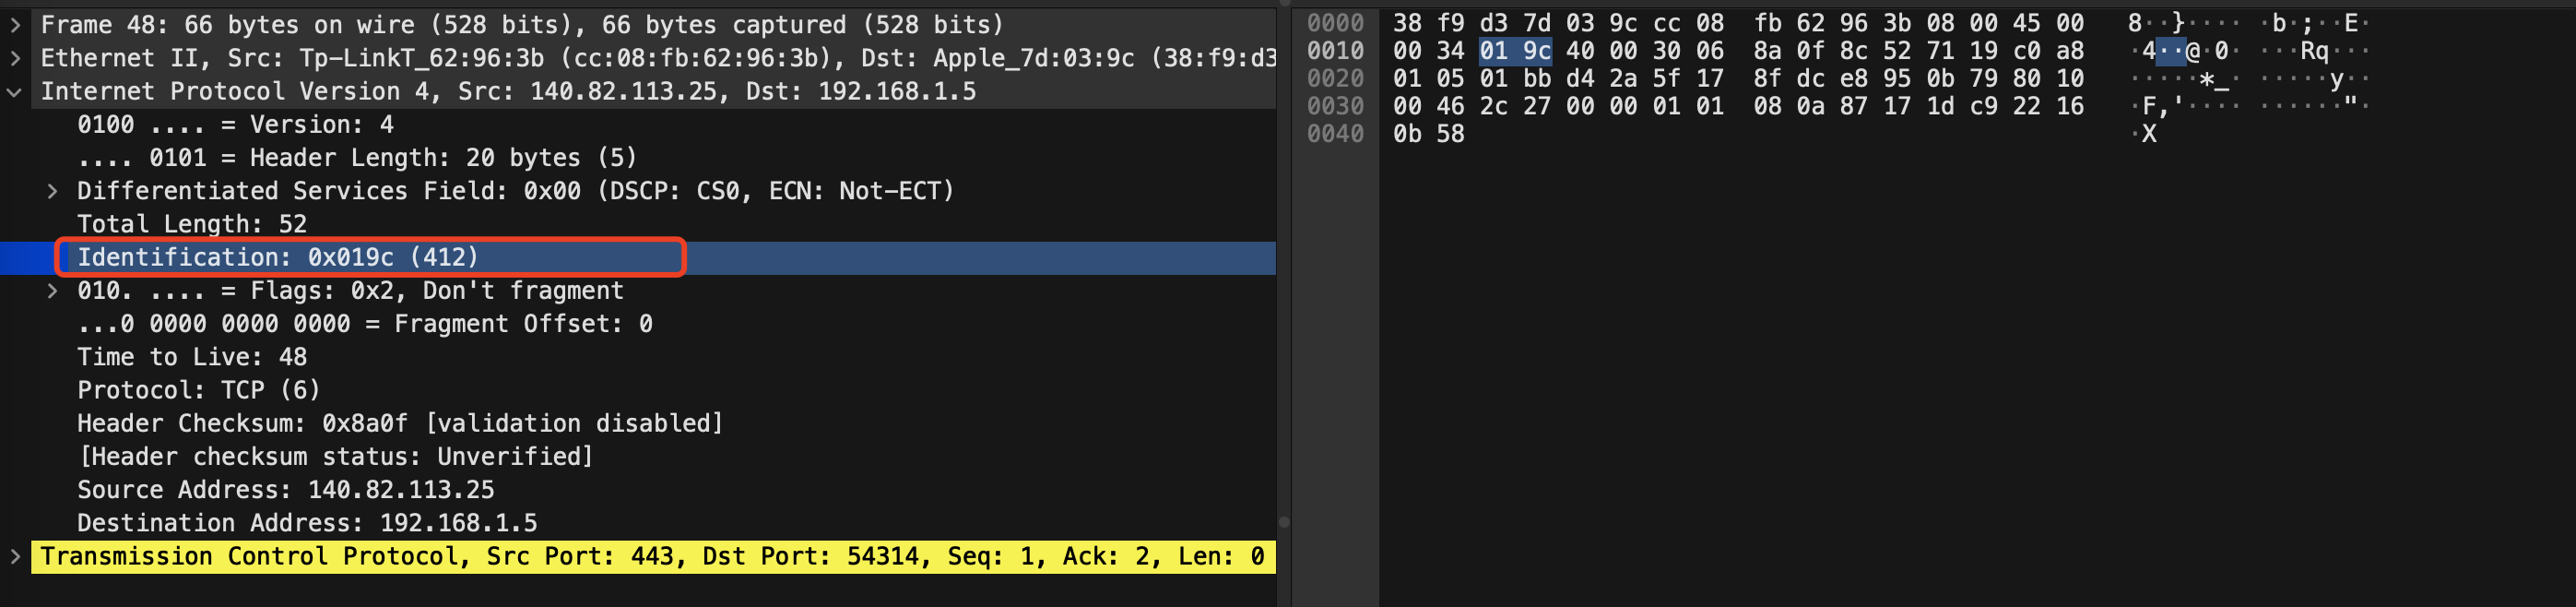 Frame 48: 66 bytes on wire (528 bits), 66 bytes captured (528 bits)
Ethernet II, Src: Tp-LinkT_62:96:3b (cc:08:fb:62:96:3b), Dst: Apple_7d:03:9c (38:f9:d3
Internet Protocol Version 4, Src: 140.82.113.25, Dst: 192.168.1.5
0100 .... = Version: 4
.... 0101 = Header Length: 20 bytes (5)
Differentiated Services Field: 0x00 (DSCP: CS0, ECN: Not-ECT)
Total Length: 52
Identification: 0x019c (412)
010. .... = Flags: 0x2, Don't fragment
...0 0000 0000 0000 = Fragment Offset: 0
Time to Live: 48
Protocol: TCP (6)
Header Checksum: 0x8a0f [validation disabled]
[Header checksum status: Unverified]
Source Address: 140.82.113.25
Destination Address: 192.168.1.5
Transmission Control Protocol, Src Port: 443, Dst Port: 54314, Seq: 1, Ack: 2, Len: 0
0000 38 f9 d3 7d 03 9c cc 08 fb 62 96 3b 08 00 45 00 8··}···· ·b·;··E·
0010 00 34 01 9c 40 00 30 06 8a 0f 8c 52 71 19 c0 a8 ·4··@·0· ···Rq···
0020 01 05 01 bb d4 2a 5f 17 8f dc e8 95 0b 79 80 10 ·····*_· ·····y··
0030 00 46 2c 27 00 00 01 01 08 0a 87 17 1d c9 22 16 ·F,'···· ······"·
0040 0b 58 ·X